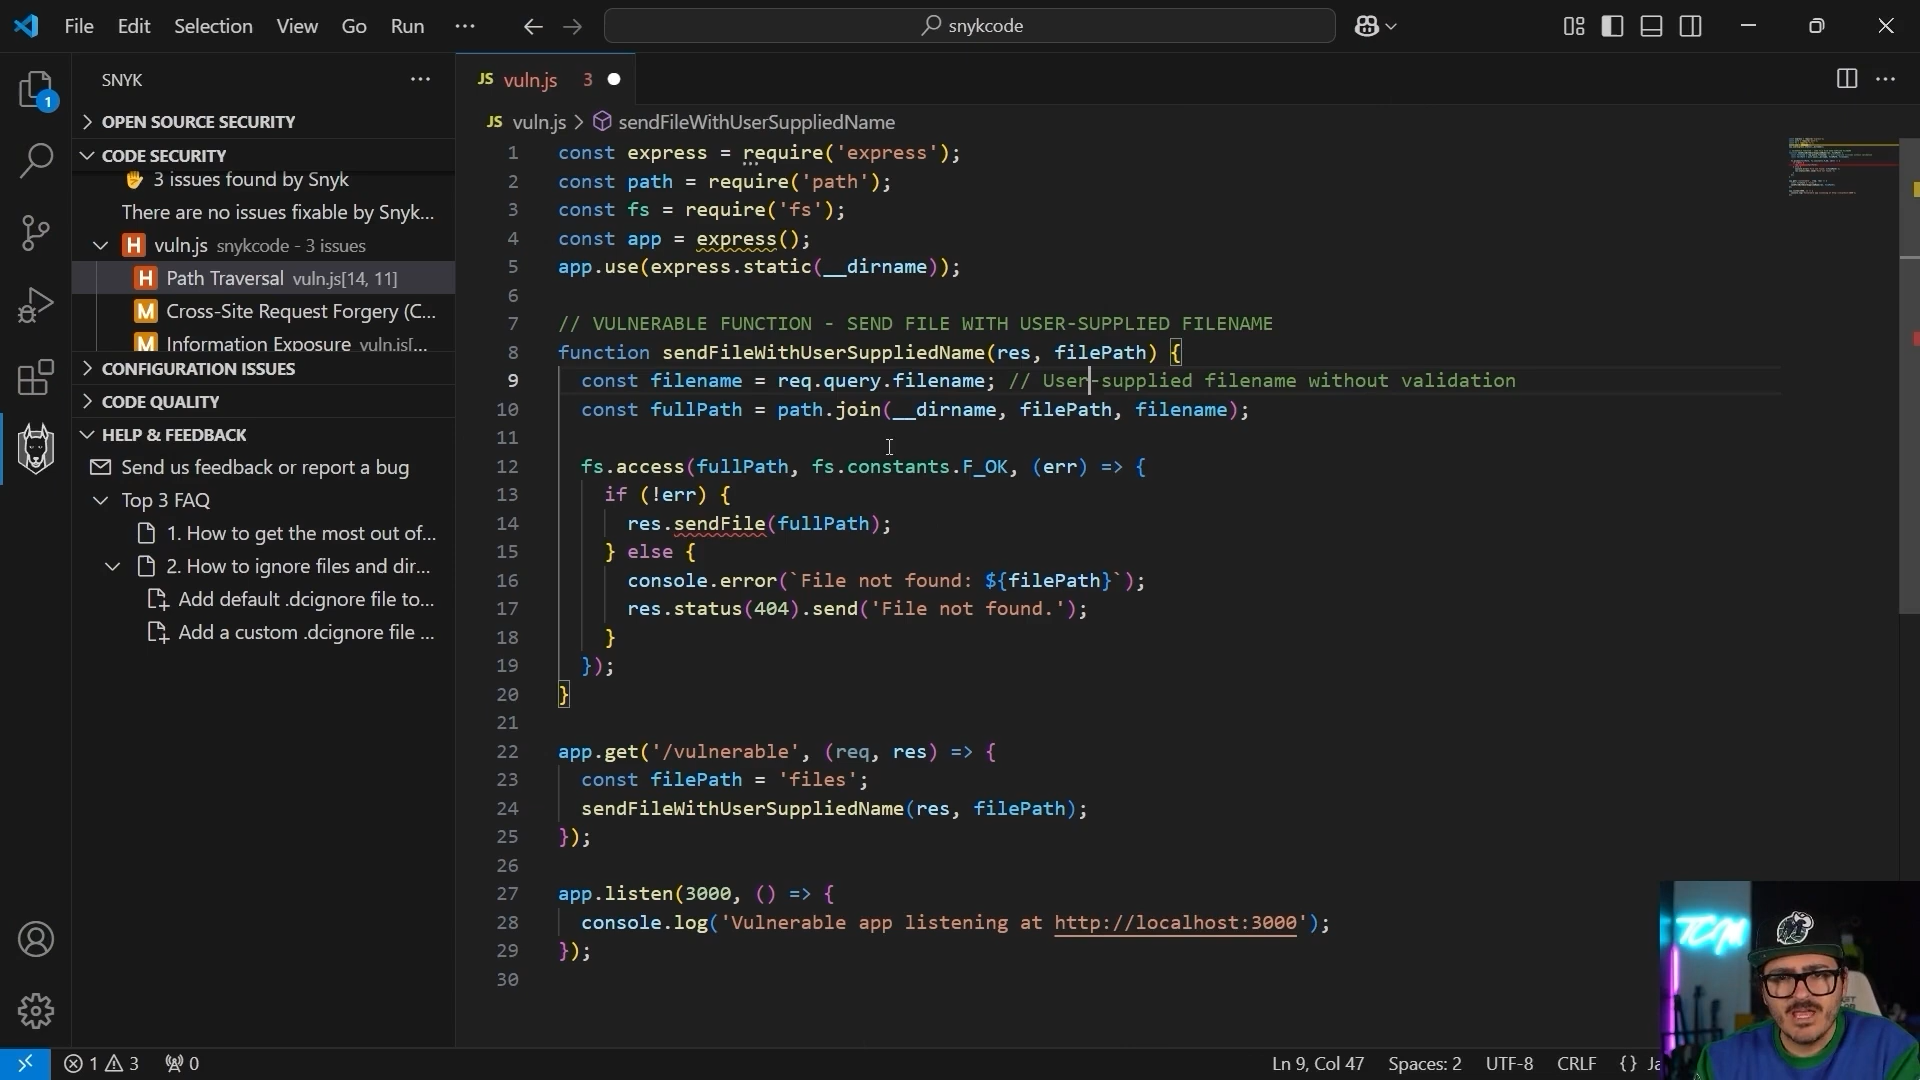 File Edit Selection View Go Run ··· snykcode
SNYK ···
OPEN SOURCE SECURITY
CODE SECURITY
3 issues found by Snyk
There are no issues fixable by Snyk...
H vuln.js snykcode - 3 issues
H Path Traversal vuln.js[14, 11]
M Cross-Site Request Forgery (C...
M Information Exposure vuln.js[...
CONFIGURATION ISSUES
CODE QUALITY
HELP & FEEDBACK
Send us feedback or report a bug
Top 3 FAQ
1. How to get the most out of...
2. How to ignore files and dir...
Add default .dcignore file to...
Add a custom .dcignore file ...
1
JS vuln.js 3
JS vuln.js > sendFileWithUserSuppliedName
1 const express = require('express');
2 const path = require('path');
3 const fs = require('fs');
4 const app = express();
5 app.use(express.static(__dirname));
6
7 // VULNERABLE FUNCTION - SEND FILE WITH USER-SUPPLIED FILENAME
8 function sendFileWithUserSuppliedName(res, filePath) {
9 const filename = req.query.filename; // User-supplied filename without validation
10 const fullPath = path.join(__dirname, filePath, filename);
11
12 fs.access(fullPath, fs.constants.F_OK, (err) => {
13 if (!err) {
14 res.sendFile(fullPath);
15 } else {
16 console.error(`File not found: ${filePath}`);
17 res.status(404).send('File not found.');
18 }
19 });
20 }
21
22 app.get('/vulnerable', (req, res) => {
23 const filePath = 'files';
24 sendFileWithUserSuppliedName(res, filePath);
25 });
26
27 app.listen(3000, () => {
28 console.log('Vulnerable app listening at http://localhost:3000');
29 });
30
TCM
1 3 0 Ln 9, Col 47 Spaces: 2 UTF-8 CRLF {} Ja